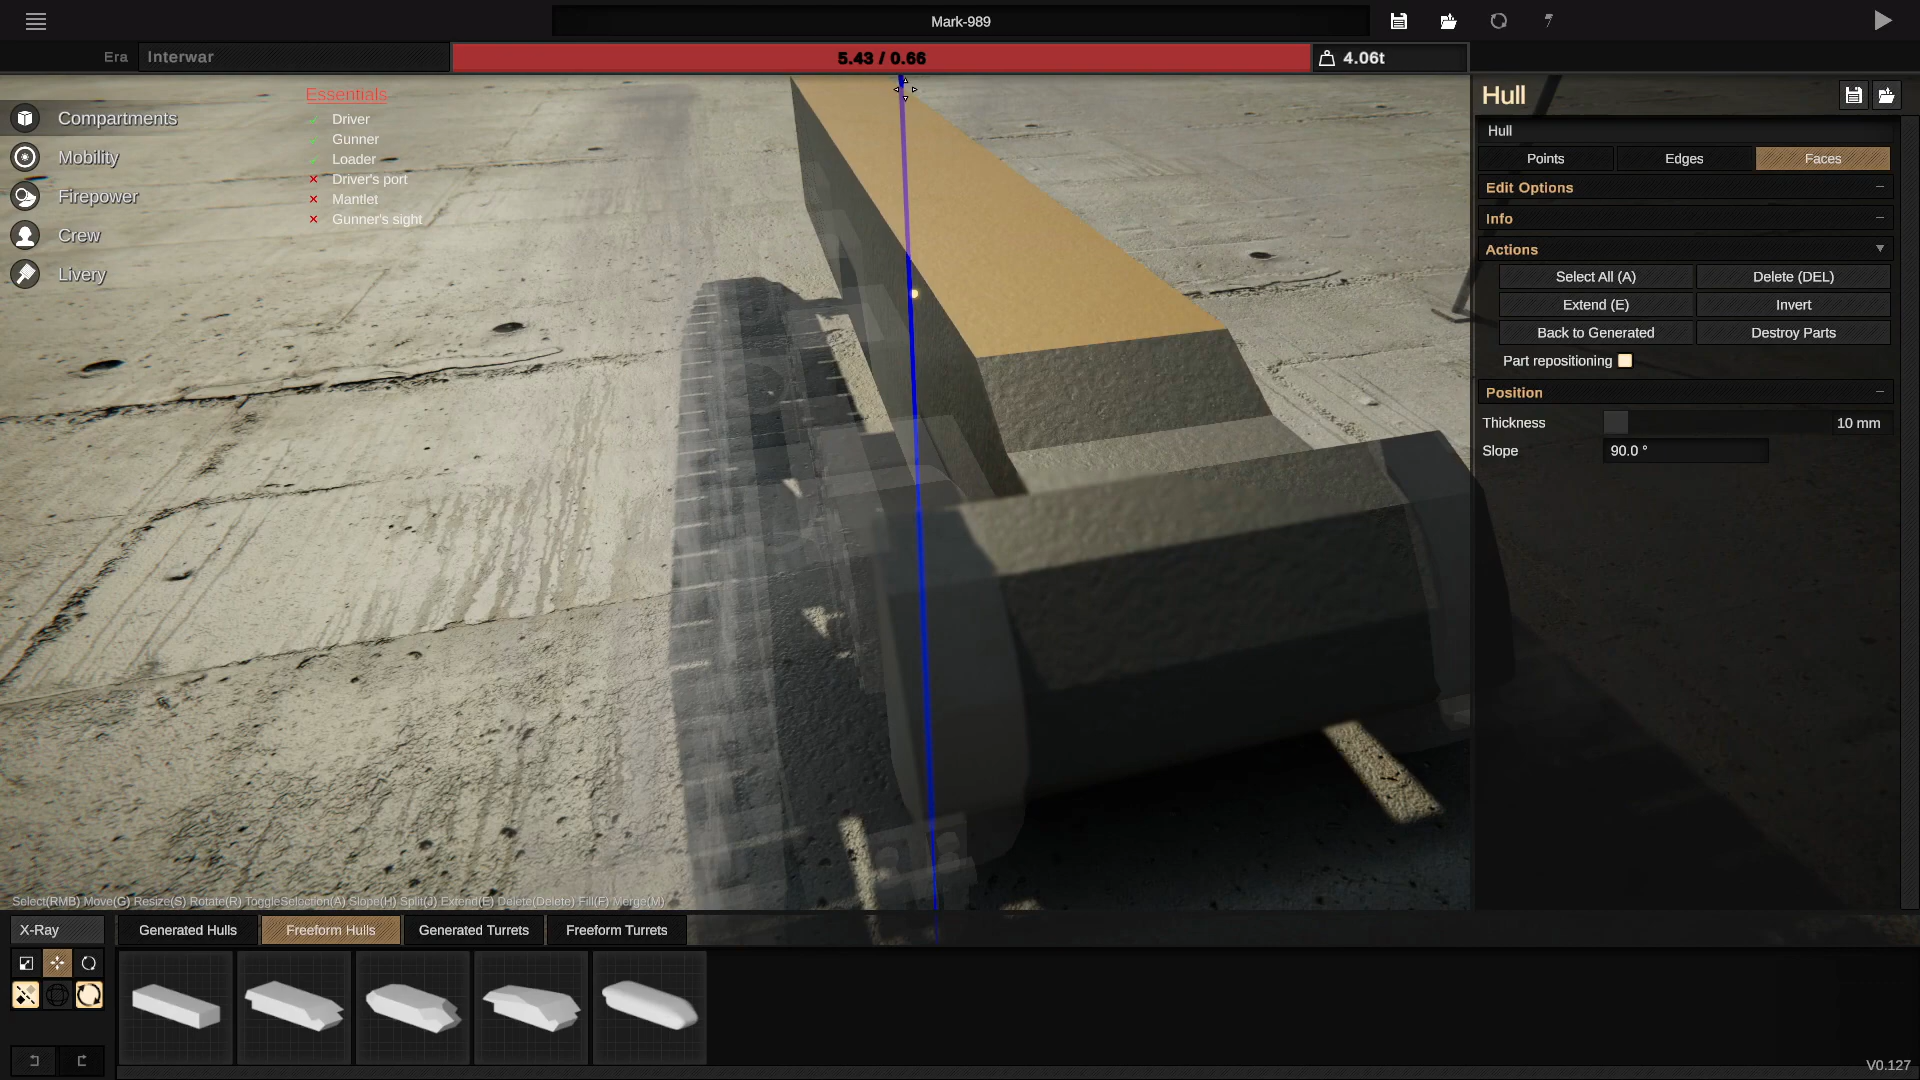 Mark-989
Era
Interwar
5.43 / 0.66
4.06t
Essentials
Driver
Gunner
Loader
Driver's port
Mantlet
Gunner's sight
Compartments
Mobility
Firepower
Crew
Livery
Hull
Hull
Points
Edges
Faces
Edit Options
Info
Actions
Select All (A)
Delete (DEL)
Extend (E)
Invert
Back to Generated
Destroy Parts
Part repositioning
Position
Thickness
10 mm
Slope
90.0 °
Select(RMB) Move(G) Resize(S) Rotate(R) ToggleSelection(A) Slope(H) Split(J) Extend(E) Delete(Delete) Fill(F) Merge(M)
X-Ray
Generated Hulls
Freeform Hulls
Generated Turrets
Freeform Turrets
V0.127